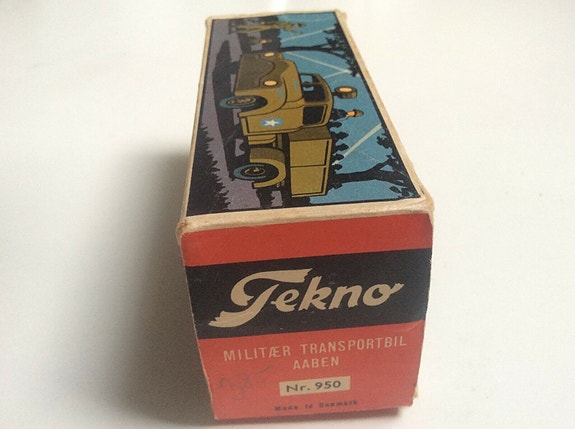 Tekno
MILITÆR TRANSPORTBIL
AABEN
Nr. 950
Made in Denmark